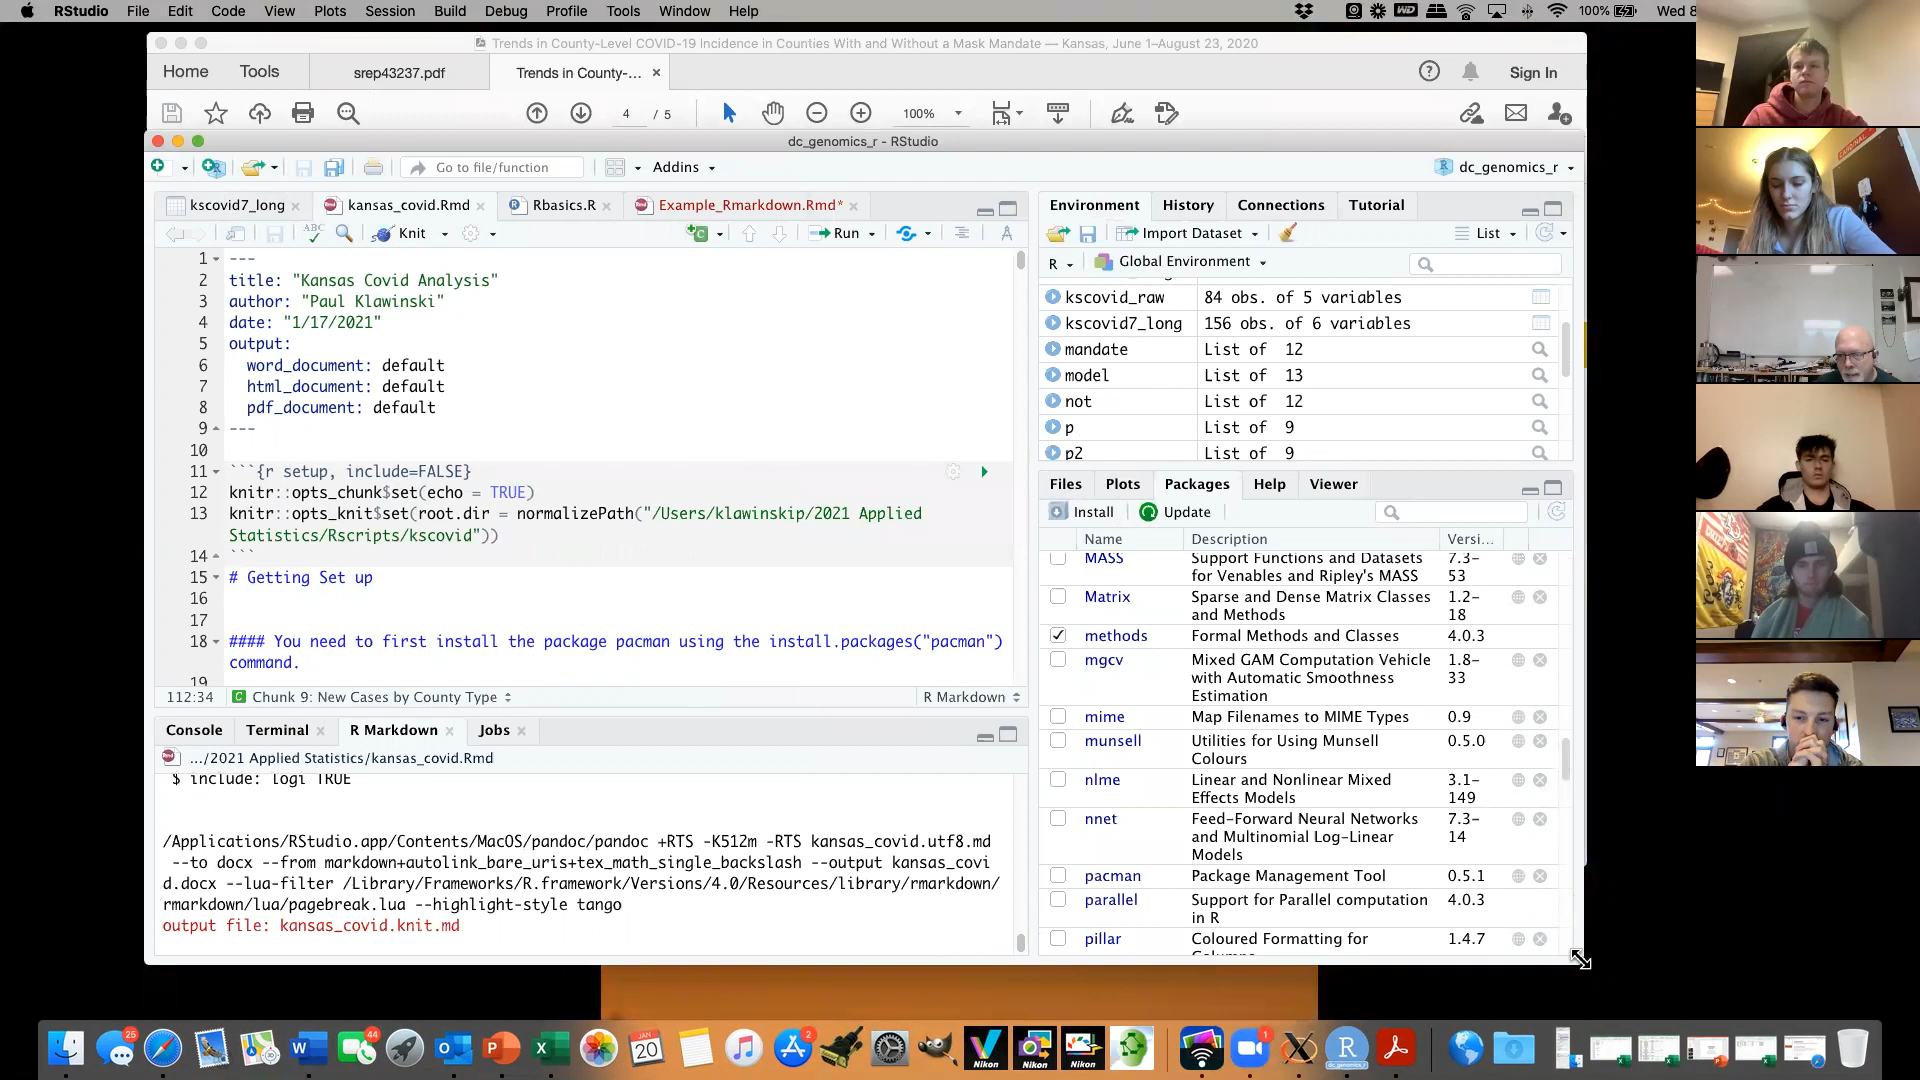 RStudio File Edit Code View Plots Session Build Debug Profile Tools Window Help 100% Wed 8
Trends in County-Level COVID-19 Incidence in Counties With and Without a Mask Mandate — Kansas, June 1–August 23, 2020
Home Tools srep43237.pdf Trends in County-... × Sign In
4 / 5 100%
dc_genomics_r - RStudio
Go to file/function Addins dc_genomics_r
kscovid7_long kansas_covid.Rmd Rbasics.R Example_Rmarkdown.Rmd*
ABC Knit Run
1 ---
2 title: "Kansas Covid Analysis"
3 author: "Paul Klawinski"
4 date: "1/17/2021"
5 output:
6 word_document: default
7 html_document: default
8 pdf_document: default
9 ---
10
11 ```{r setup, include=FALSE}
12 knitr::opts_chunk$set(echo = TRUE)
13 knitr::opts_knit$set(root.dir = normalizePath("/Users/klawinskip/2021 Applied
Statistics/Rscripts/kscovid"))
14 ```
15 # Getting Set up
16
17
18 #### You need to first install the package pacman using the install.packages("pacman")
command.
19
112:34 Chunk 9: New Cases by County Type R Markdown
Console Terminal R Markdown Jobs
.../2021 Applied Statistics/kansas_covid.Rmd
$ include: logi TRUE
/Applications/RStudio.app/Contents/MacOS/pandoc/pandoc +RTS -K512m -RTS kansas_covid.utf8.md
--to docx --from markdown+autolink_bare_uris+tex_math_single_backslash --output kansas_covi
d.docx --lua-filter /Library/Frameworks/R.framework/Versions/4.0/Resources/library/rmarkdown/
rmarkdown/lua/pagebreak.lua --highlight-style tango
output file: kansas_covid.knit.md
Environment History Connections Tutorial
Import Dataset List
R Global Environment
kscovid_raw 84 obs. of 5 variables
kscovid7_long 156 obs. of 6 variables
mandate List of 12
model List of 13
not List of 12
p List of 9
p2 List of 9
Files Plots Packages Help Viewer
Install Update
Name Description Versi...
MASS Support Functions and Datasets 7.3-
for Venables and Ripley's MASS 53
Matrix Sparse and Dense Matrix Classes 1.2-
and Methods 18
methods Formal Methods and Classes 4.0.3
mgcv Mixed GAM Computation Vehicle 1.8-
with Automatic Smoothness 33
Estimation
mime Map Filenames to MIME Types 0.9
munsell Utilities for Using Munsell 0.5.0
Colours
nlme Linear and Nonlinear Mixed 3.1-
Effects Models 149
nnet Feed-Forward Neural Networks 7.3-
and Multinomial Log-Linear 14
Models
pacman Package Management Tool 0.5.1
parallel Support for Parallel computation 4.0.3
in R
pillar Coloured Formatting for 1.4.7
Columns
25 44 JAN 20 2 Nikon Nikon Nikon 1
dc_genomics_r